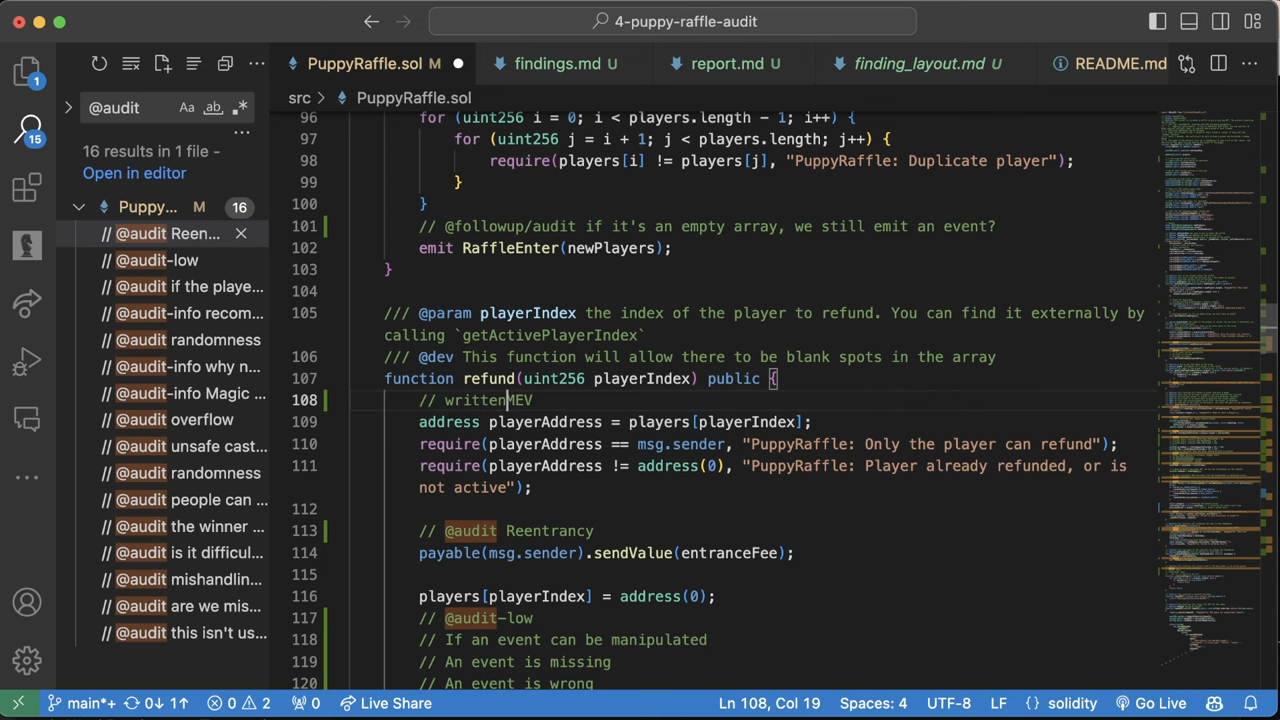 4-puppy-raffle-audit
PuppyRaffle.sol M
findings.md U
report.md U
finding_layout.md U
README.md
1
@audit
Aa
ab
15
src > PuppyRaffle.sol
16 results in 1 file -
Open in editor
Puppy... M 16
// @audit Reen...
// @audit-low
// @audit if the playe...
// @audit-info recom...
// @audit randomness
// @audit-info why n...
// @audit-info Magic ...
// @audit overflow
// @audit unsafe cast...
// @audit randomness
// @audit people can ...
// @audit the winner ...
// @audit is it difficul...
// @audit mishandlin...
// @audit are we mis...
// @audit this isn't us...
96 for (uint256 i = 0; i < players.length - 1; i++) {
97 for (uint256 j = i + 1; j < players.length; j++) {
98 require(players[i] != players[j], "PuppyRaffle: Duplicate player");
99 }
100 }
101 // @followup/audit if it's an empty array, we still emit an event?
102 emit RaffleEnter(newPlayers);
103 }
104
105 /// @param playerIndex the index of the player to refund. You can find it externally by
calling `getActivePlayerIndex`
106 /// @dev This function will allow there to be blank spots in the array
107 function refund(uint256 playerIndex) public {
108 // writtenMEV
109 address playerAddress = players[playerIndex];
110 require(playerAddress == msg.sender, "PuppyRaffle: Only the player can refund");
111 require(playerAddress != address(0), "PuppyRaffle: Player already refunded, or is
not active");
112
113 // @audit Reentrancy
114 payable(msg.sender).sendValue(entranceFee);
115
116 players[playerIndex] = address(0);
117 // @audit-low
118 // If an event can be manipulated
119 // An event is missing
120 // An event is wrong
main*+ 0↓ 1↑
0 2
0
Live Share
Ln 108, Col 19
Spaces: 4
UTF-8
LF
{} solidity
Go Live